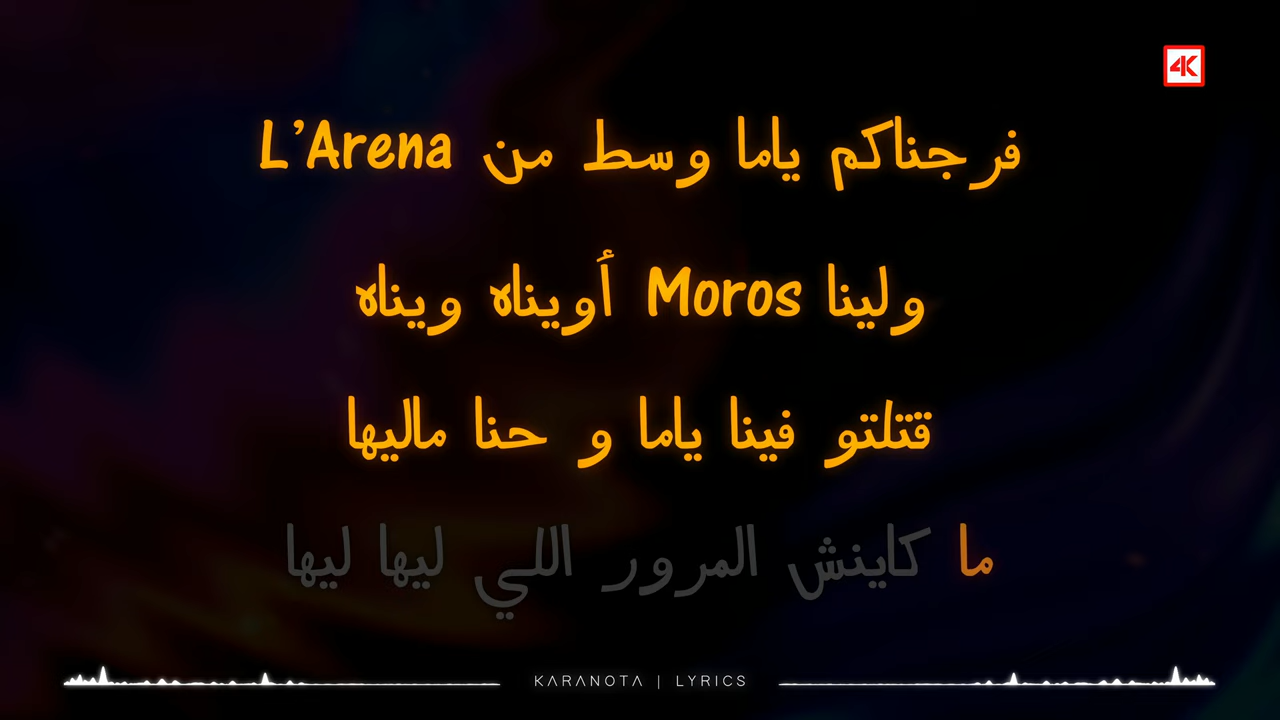 4K
فرجناكم ياما وسط من L’Arena
ولينا Moros أويناه ويناه
قتلتو فينا ياما و حنا ماليها
ما كاينش المرور اللي ليها ليها
KARANOTA | LYRICS